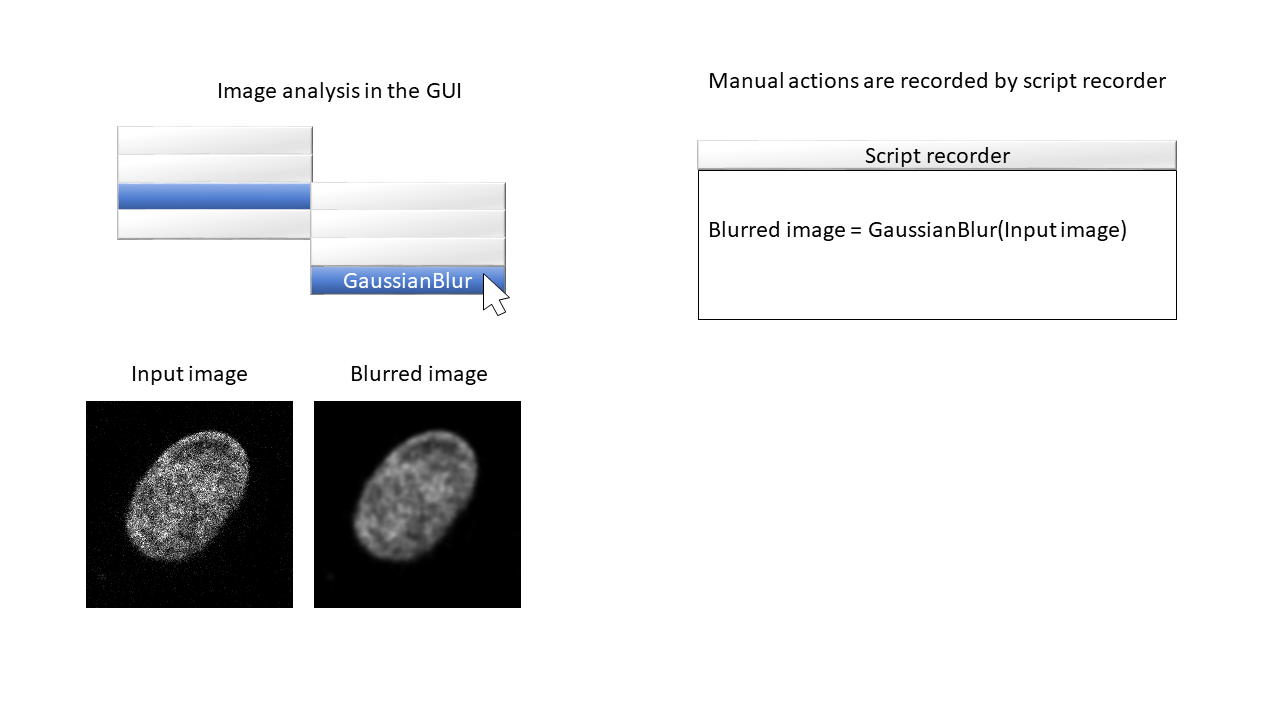 Image analysis in the GUI
GaussianBlur
Input image
Blurred image
Manual actions are recorded by script recorder
Script recorder
Blurred image = GaussianBlur(Input image)